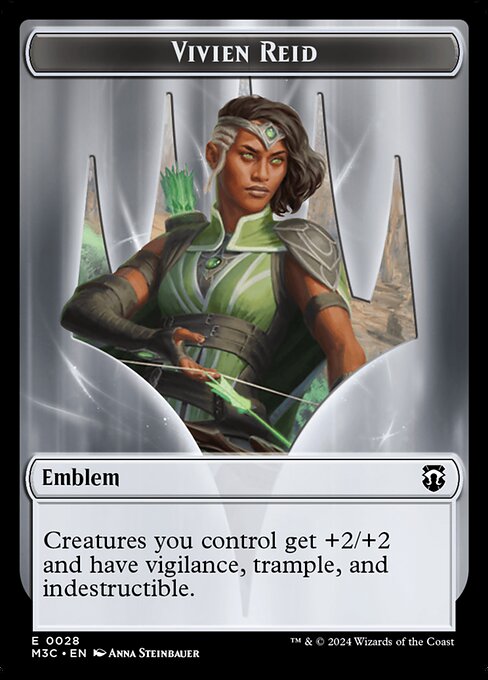 Vivien Reid
Emblem
Creatures you control get +2/+2
and have vigilance, trample, and
indestructible.
E 0028
M3C • EN Anna Steinbauer
™ & © 2024 Wizards of the Coast